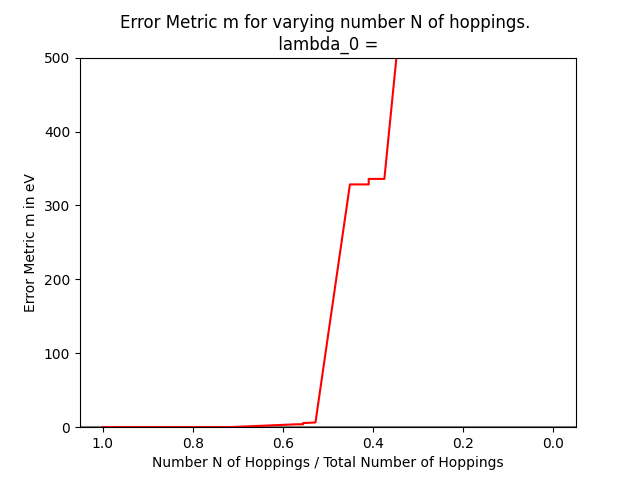 Error Metric m for varying number N of hoppings.
lambda_0 =
500
400
300
200
100
0
Error Metric m in eV
1.0 0.8 0.6 0.4 0.2 0.0
Number N of Hoppings / Total Number of Hoppings